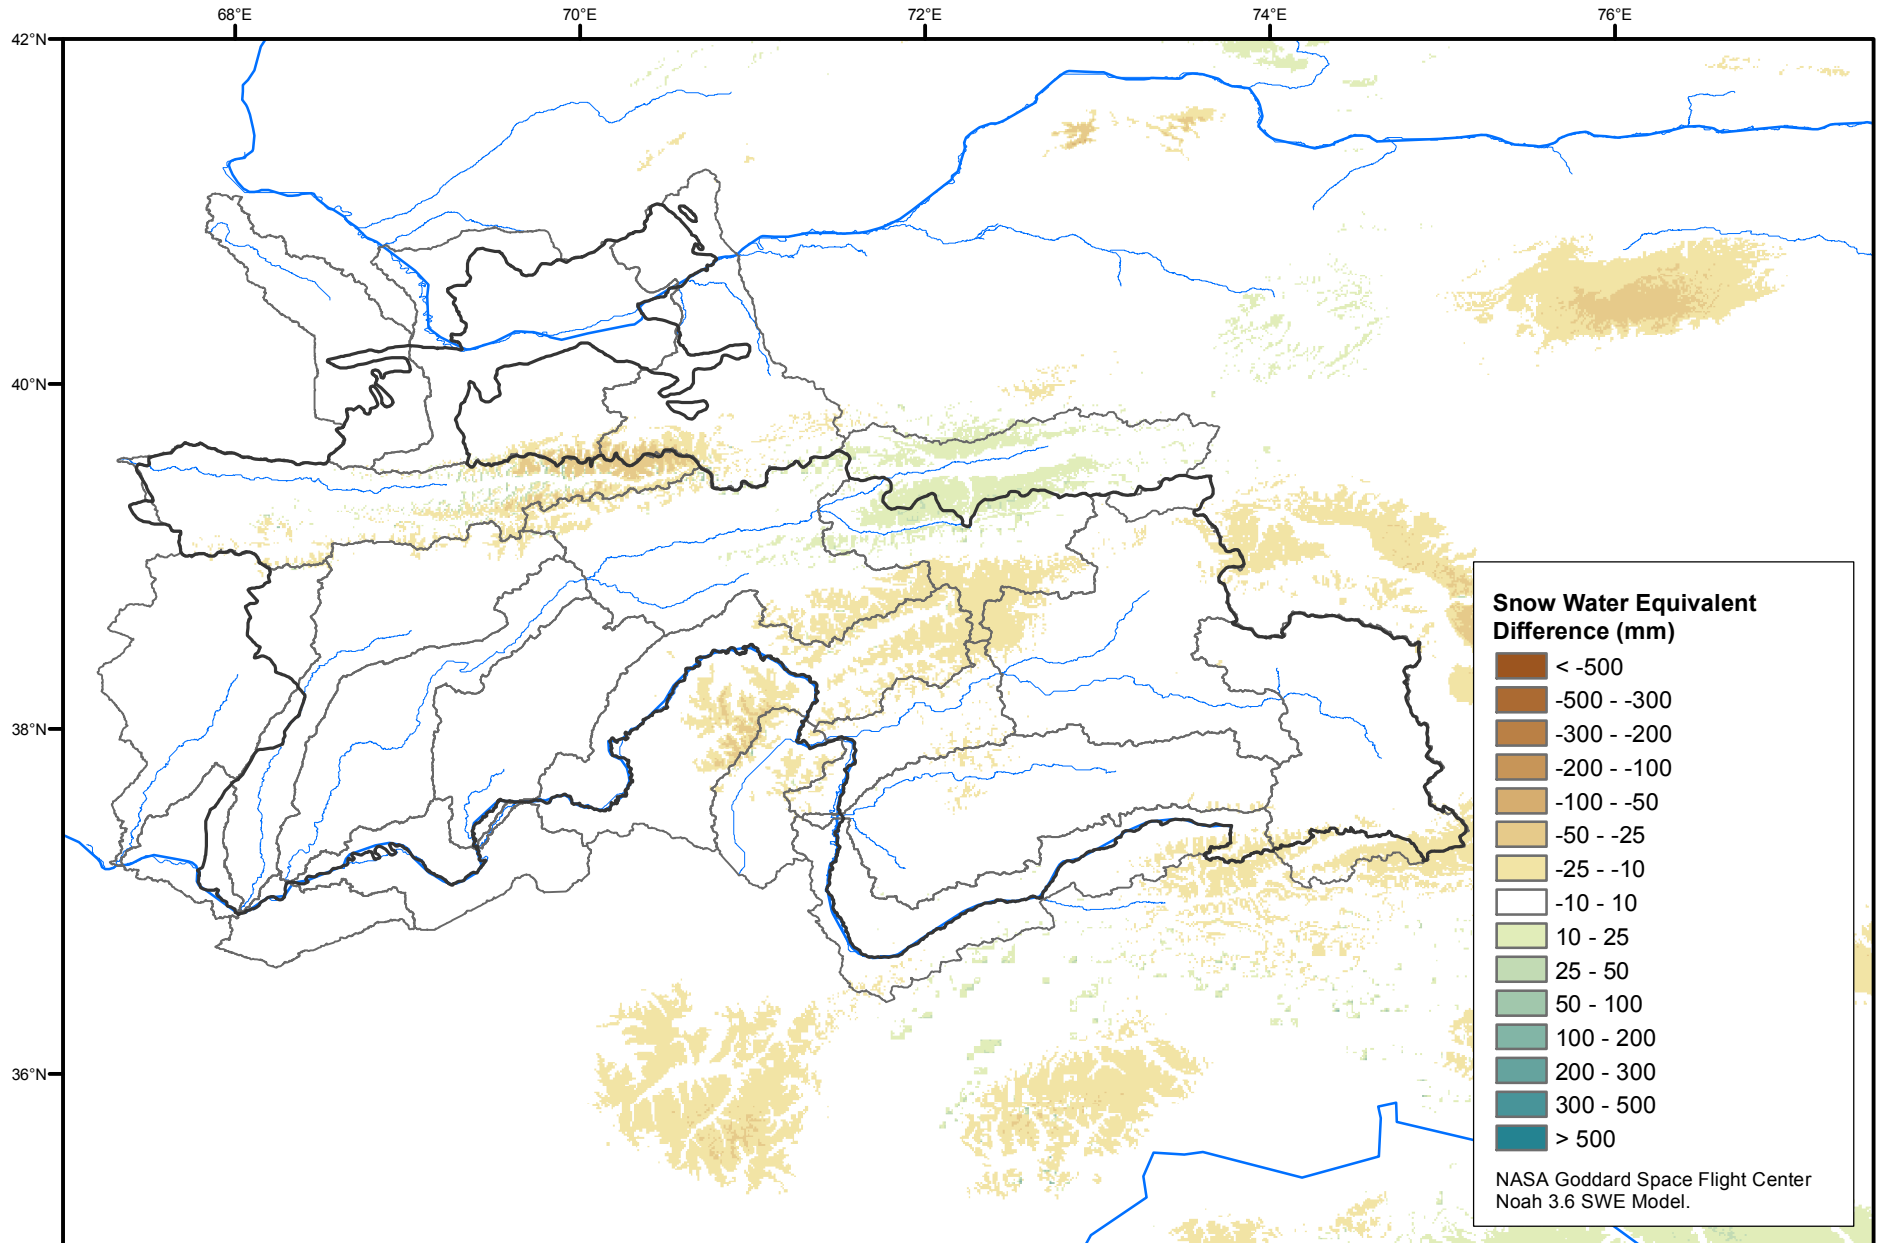 68°E
70°E
72°E
74°E
76°E
42°N
40°N
38°N
36°N
Snow Water Equivalent
Difference (mm)
< -500
-500 - -300
-300 - -200
-200 - -100
-100 - -50
-50 - -25
-25 - -10
-10 - 10
10 - 25
25 - 50
50 - 100
100 - 200
200 - 300
300 - 500
> 500
NASA Goddard Space Flight Center
Noah 3.6 SWE Model.